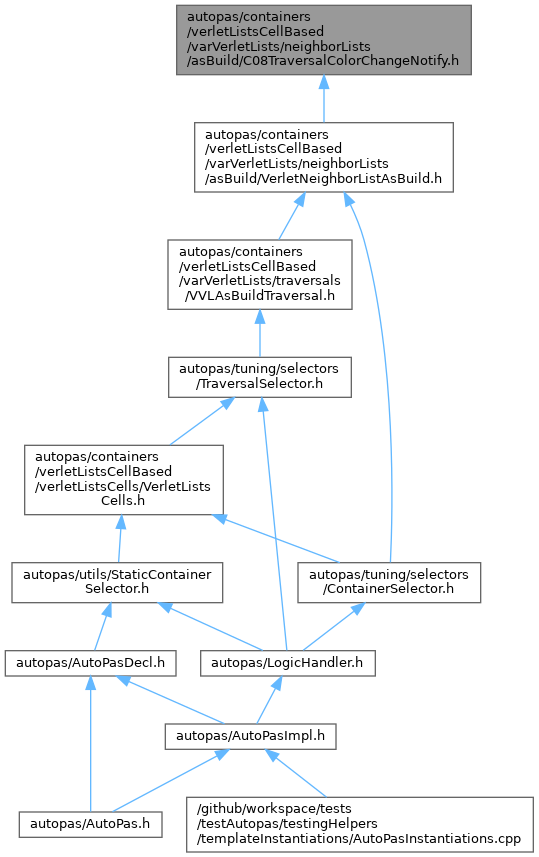 autopas/containers
/verletListsCellBased
/varVerletLists/neighborLists
/asBuild/C08TraversalColorChangeNotify.h
autopas/containers
/verletListsCellBased
/varVerletLists/neighborLists
/asBuild/VerletNeighborListAsBuild.h
autopas/containers
/verletListsCellBased
/varVerletLists/traversals
/VVLAsBuildTraversal.h
autopas/tuning/selectors
/TraversalSelector.h
autopas/containers
/verletListsCellBased
/verletListsCells/VerletLists
Cells.h
autopas/utils/StaticContainer
Selector.h
autopas/tuning/selectors
/ContainerSelector.h
autopas/AutoPasDecl.h
autopas/LogicHandler.h
autopas/AutoPasImpl.h
autopas/AutoPas.h
/github/workspace/tests
/testAutopas/testingHelpers
/templateInstantiations/AutoPasInstantiations.cpp